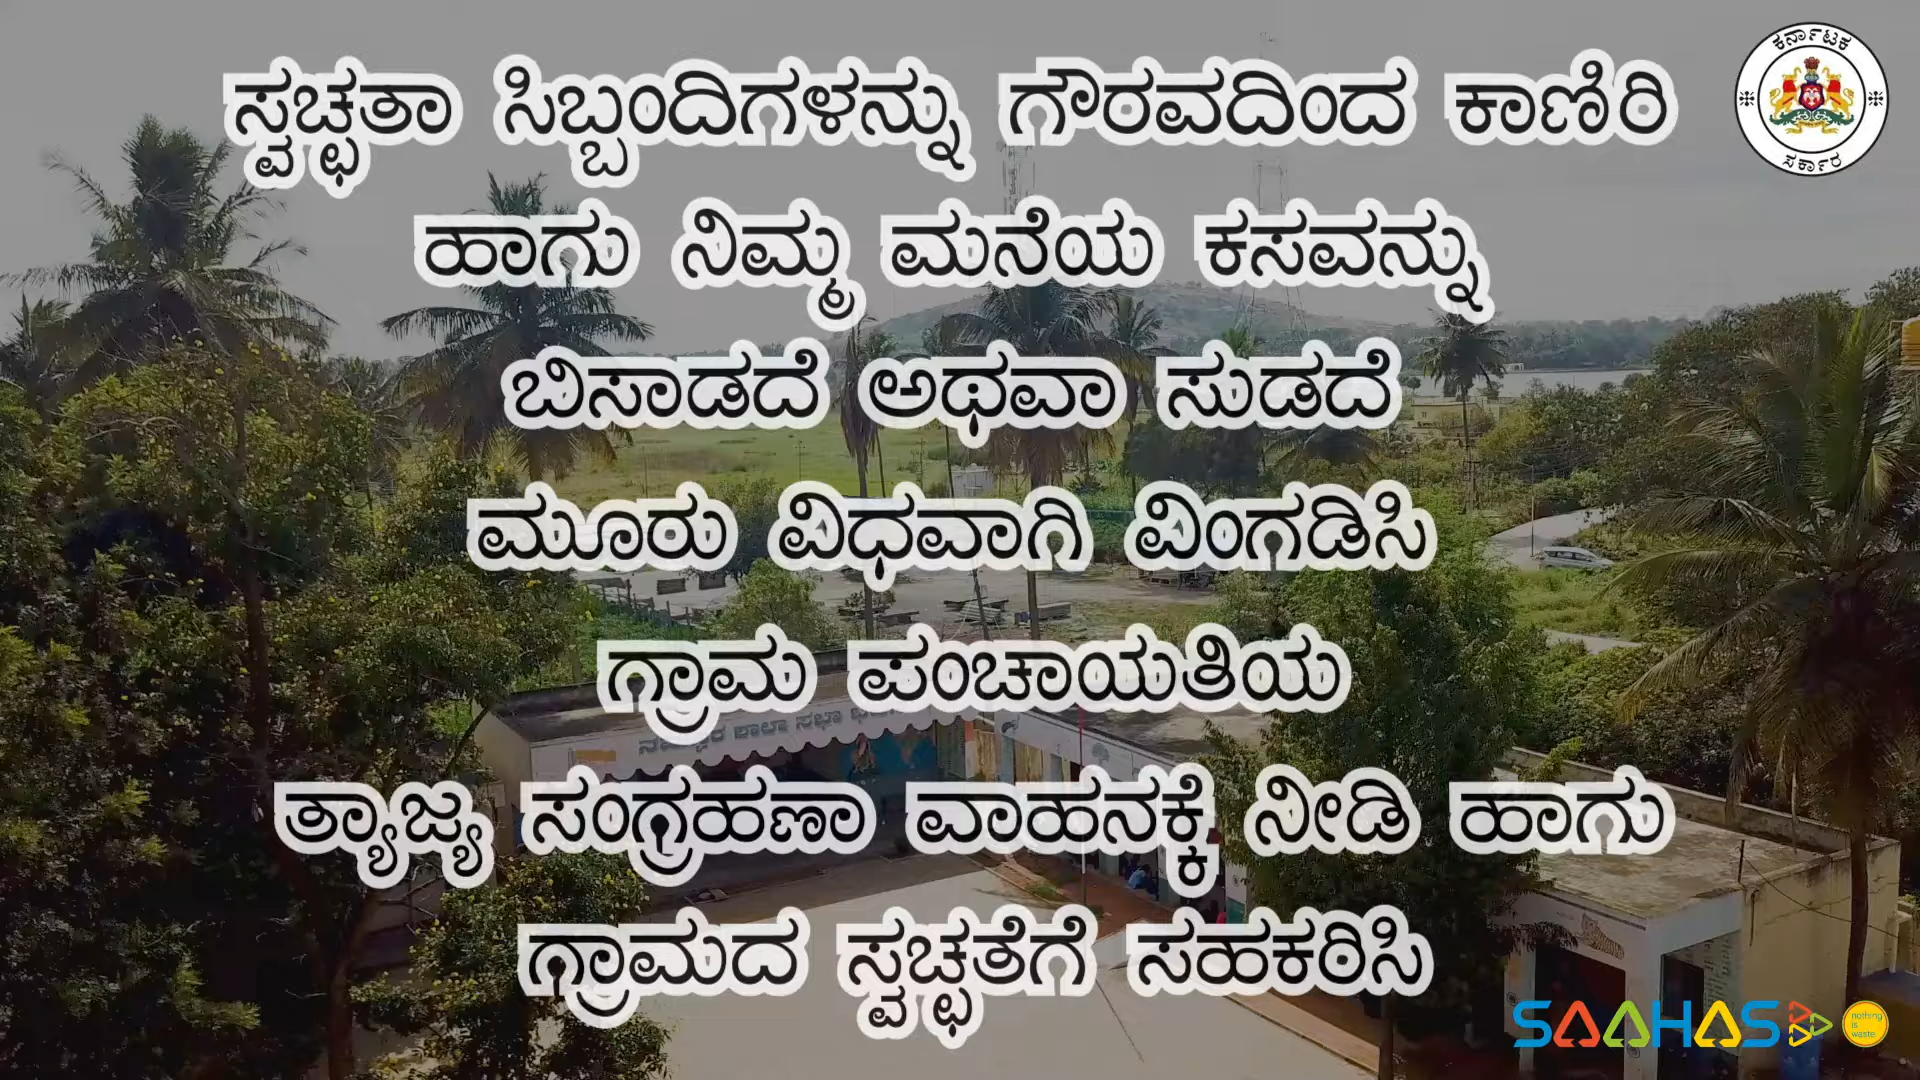 ಸ್ವಚ್ಛತಾ ಸಿಬ್ಬಂದಿಗಳನ್ನು ಗೌರವದಿಂದ ಕಾಣಿರಿ
ಹಾಗು ನಿಮ್ಮ ಮನೆಯ ಕಸವನ್ನು
ಬಿಸಾಡದೆ ಅಥವಾ ಸುಡದೆ
ಮೂರು ವಿಧವಾಗಿ ವಿಂಗಡಿಸಿ
ಗ್ರಾಮ ಪಂಚಾಯತಿಯ
ತ್ಯಾಜ್ಯ ಸಂಗ್ರಹಣಾ ವಾಹನಕ್ಕೆ ನೀಡಿ ಹಾಗು
ಗ್ರಾಮದ ಸ್ವಚ್ಛತೆಗೆ ಸಹಕರಿಸಿ
ಕರ್ನಾಟಕ
ಸರ್ಕಾರ
ಶಾಲಾ ಸಭಾ
SAAHAS
nothing
is
waste